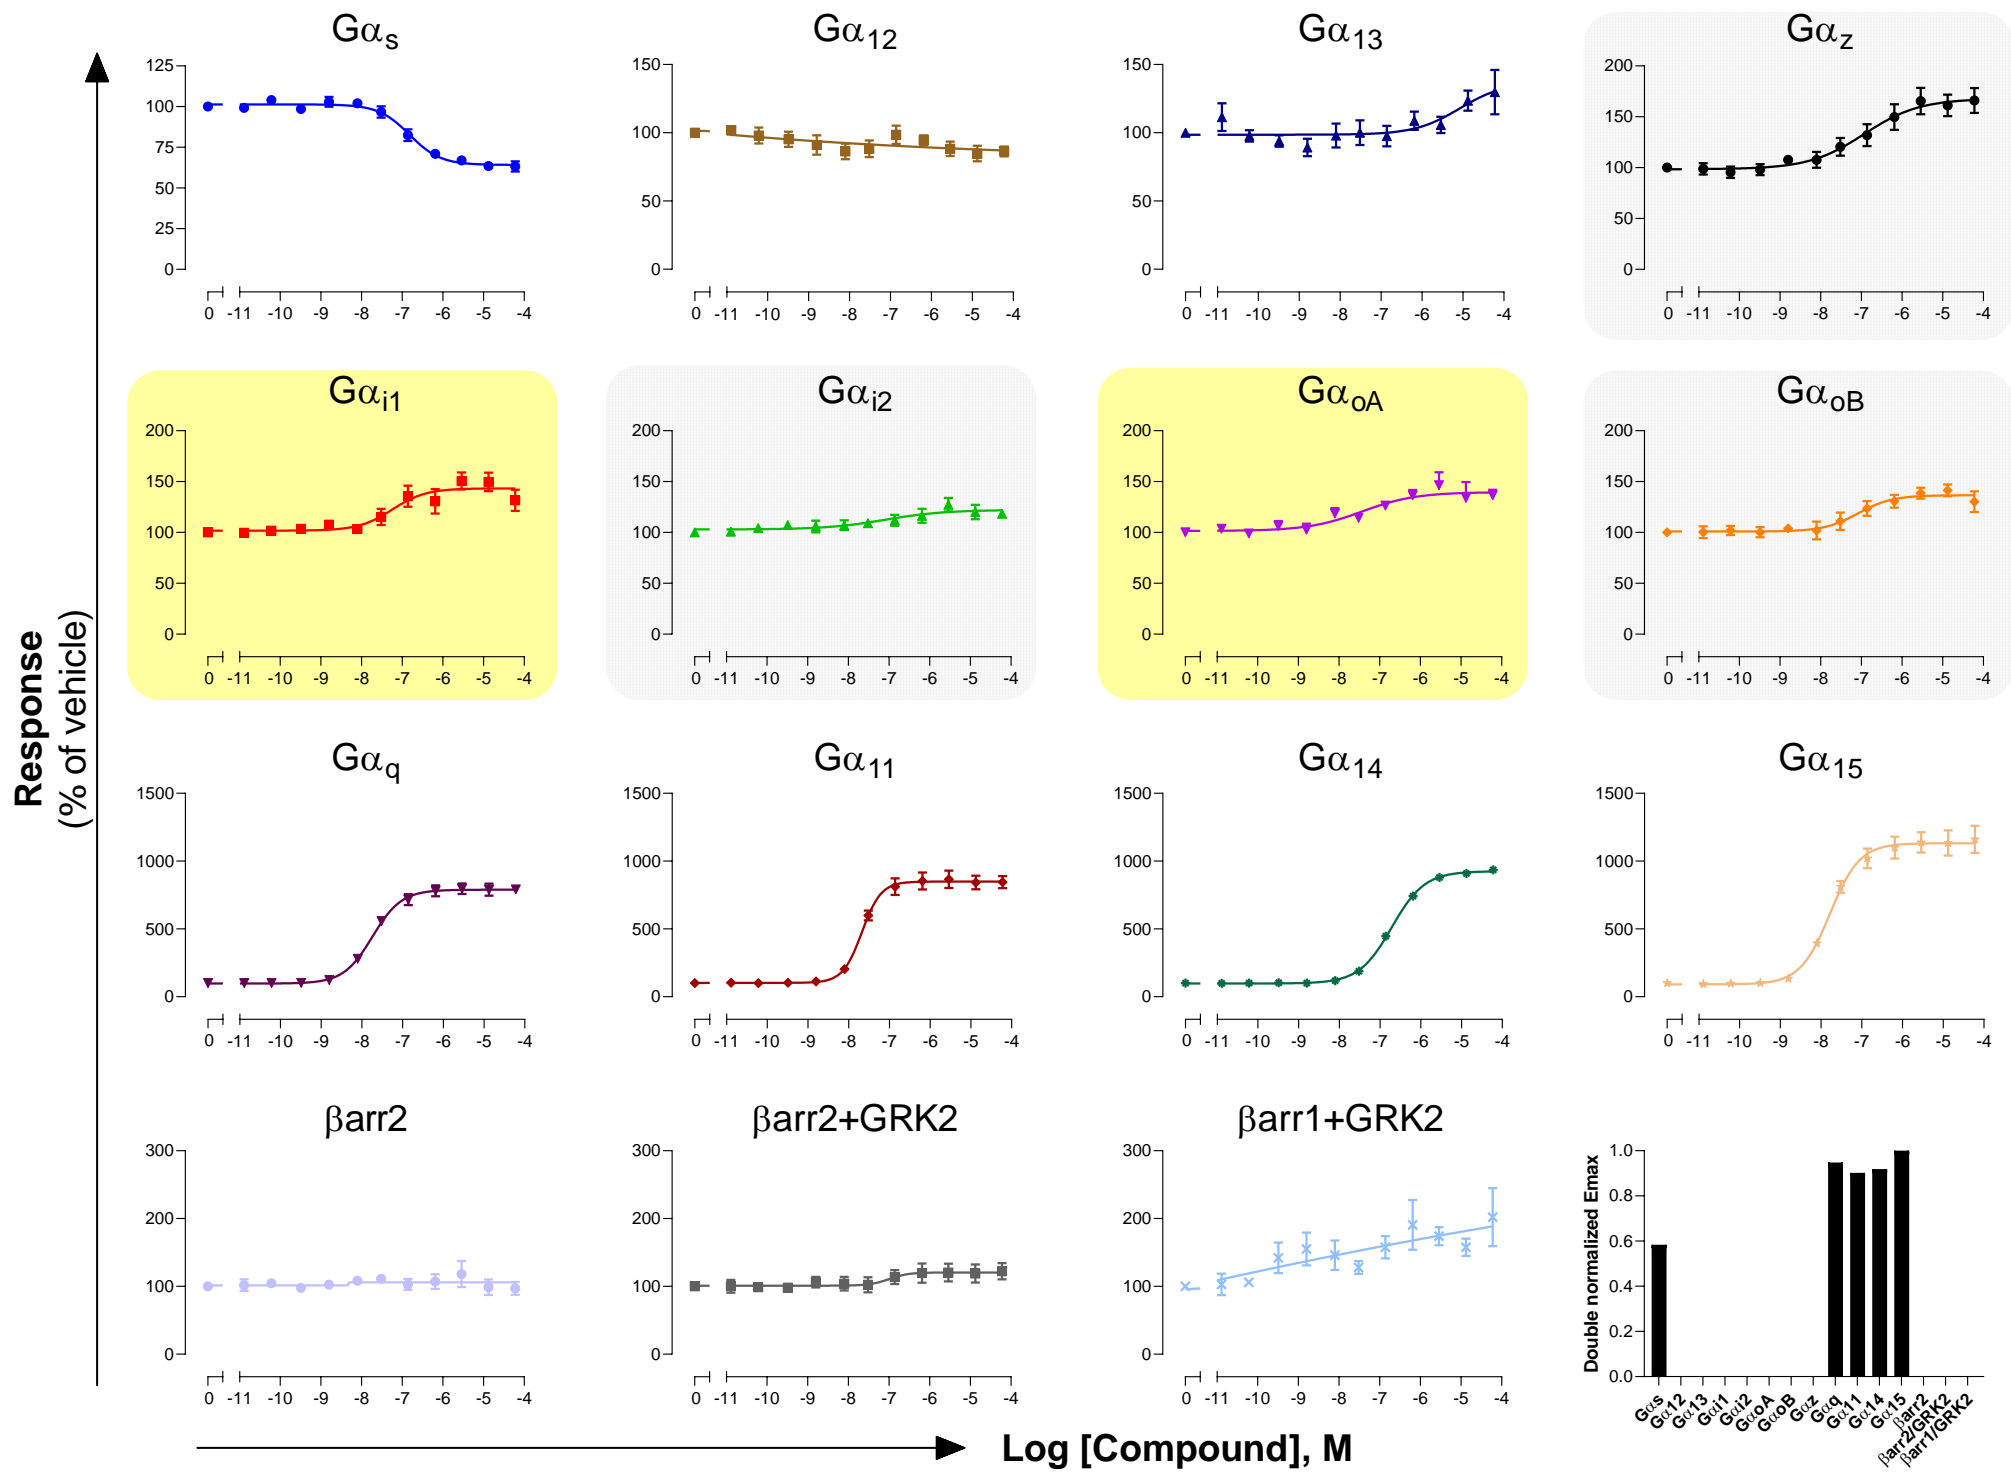 Gαs
125
100
75
50
25
0
0 -11 -10 -9 -8 -7 -6 -5 -4
Gα12
150
100
50
0
0 -11 -10 -9 -8 -7 -6 -5 -4
Gα13
150
100
50
0
0 -11 -10 -9 -8 -7 -6 -5 -4
Gαz
200
150
100
50
0
0 -11 -10 -9 -8 -7 -6 -5 -4
Gαi1
200
150
100
50
0
0 -11 -10 -9 -8 -7 -6 -5 -4
Gαi2
200
150
100
50
0
0 -11 -10 -9 -8 -7 -6 -5 -4
GαoA
200
150
100
50
0
0 -11 -10 -9 -8 -7 -6 -5 -4
GαoB
200
150
100
50
0
0 -11 -10 -9 -8 -7 -6 -5 -4
Response
(% of vehicle)
Gαq
1500
1000
500
0
0 -11 -10 -9 -8 -7 -6 -5 -4
Gα11
1500
1000
500
0
0 -11 -10 -9 -8 -7 -6 -5 -4
Gα14
1500
1000
500
0
0 -11 -10 -9 -8 -7 -6 -5 -4
Gα15
1500
1000
500
0
0 -11 -10 -9 -8 -7 -6 -5 -4
βarr2
300
200
100
0
0 -11 -10 -9 -8 -7 -6 -5 -4
βarr2+GRK2
300
200
100
0
0 -11 -10 -9 -8 -7 -6 -5 -4
βarr1+GRK2
300
200
100
0
0 -11 -10 -9 -8 -7 -6 -5 -4
Double normalized Emax
1.0
0.8
0.6
0.4
0.2
0.0
Gαs
Gα12
Gα13
Gαi1
Gαi2
GαoA
GαoB
Gαz
Gαq
Gα11
Gα14
Gα15
βarr2
βarr2/GRK2
βarr1/GRK2
Log [Compound], M